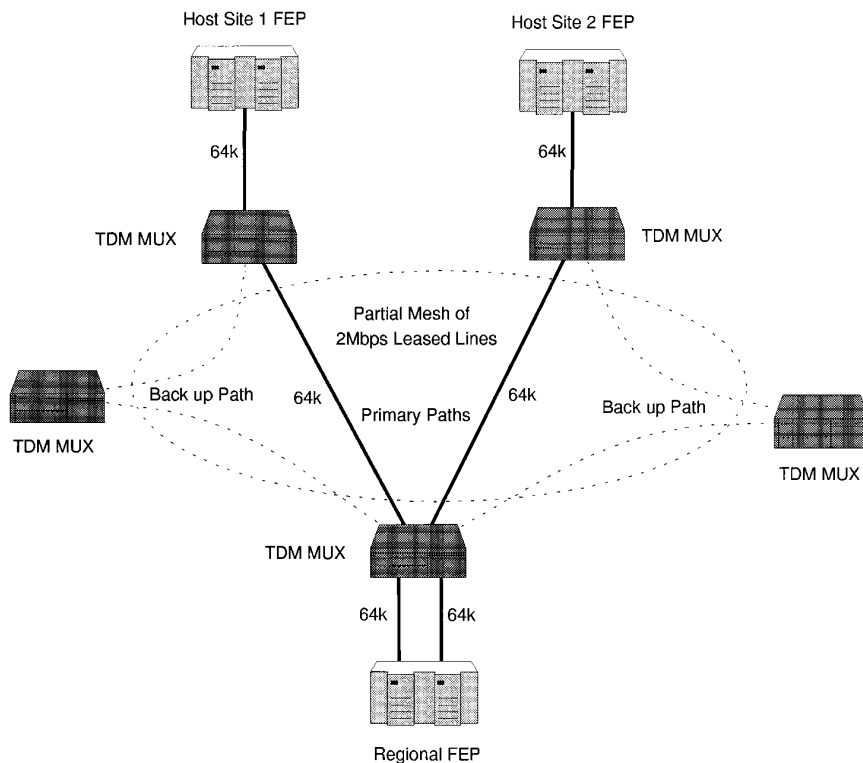 Host Site 1 FEP
Host Site 2 FEP
64k
64k
TDM MUX
TDM MUX
Partial Mesh of
2Mbps Leased Lines
64k
Back up Path
Primary Paths
64k
Back up Path
TDM MUX
TDM MUX
TDM MUX
64k
64k
Regional FEP